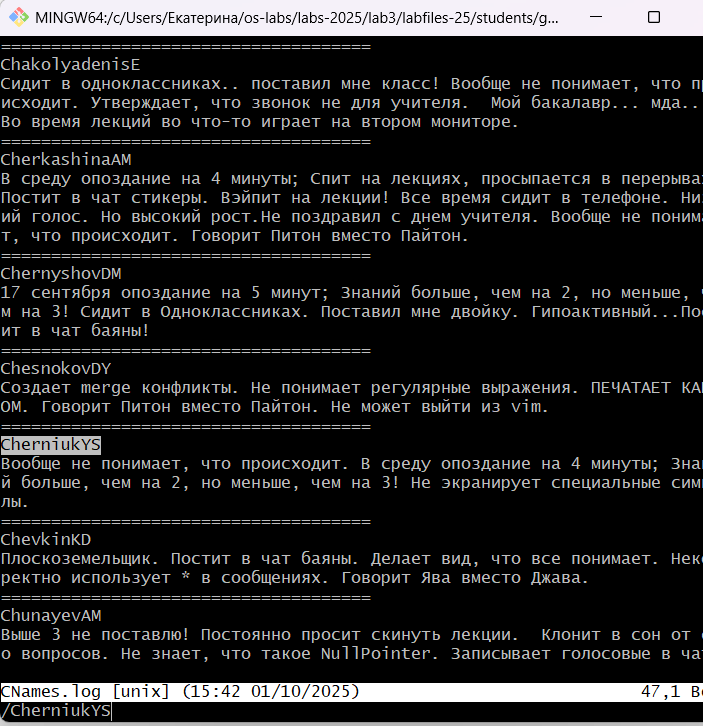 MINGW64:/c/Users/Екатерина/os-labs/labs-2025/lab3/labfiles-25/students/g...
=====================================
ChakolyadenisE
Сидит в одноклассниках.. поставил мне класс! Вообще не понимает, что пр
исходит. Утверждает, что звонок не для учителя.  Мой бакалавр... мда..
Во время лекций во что-то играет на втором мониторе.
=====================================
CherkashinaAM
В среду опоздание на 4 минуты; Спит на лекциях, просыпается в перерыва
Постит в чат стикеры. Вэйпит на лекции! Все время сидит в телефоне. Ни
ий голос. Но высокий рост.Не поздравил с днем учителя. Вообще не поним
т, что происходит. Говорит Питон вместо Пайтон.
=====================================
ChernyshovDM
17 сентября опоздание на 5 минут; Знаний больше, чем на 2, но меньше,
м на 3! Сидит в Одноклассниках. Поставил мне двойку. Гипоактивный...По
ит в чат баяны!
=====================================
ChesnokovDY
Создает merge конфликты. Не понимает регулярные выражения. ПЕЧАТАЕТ КА
ОМ. Говорит Питон вместо Пайтон. Не может выйти из vim.
=====================================
CherniukYS
Вообще не понимает, что происходит. В среду опоздание на 4 минуты; Зна
й больше, чем на 2, но меньше, чем на 3! Не экранирует специальные сим
лы.
=====================================
ChevkinKD
Плоскоземельщик. Постит в чат баяны. Делает вид, что все понимает. Нек
ректно использует * в сообщениях. Говорит Ява вместо Джава.
=====================================
ChunayevAM
Выше 3 не поставлю! Постоянно просит скинуть лекции.  Клонит в сон от
о вопросов. Не знает, что такое NullPointer. Записывает голосовые в ча
CNames.log [unix] (15:42 01/10/2025) 47,1 В
/CherniukYS